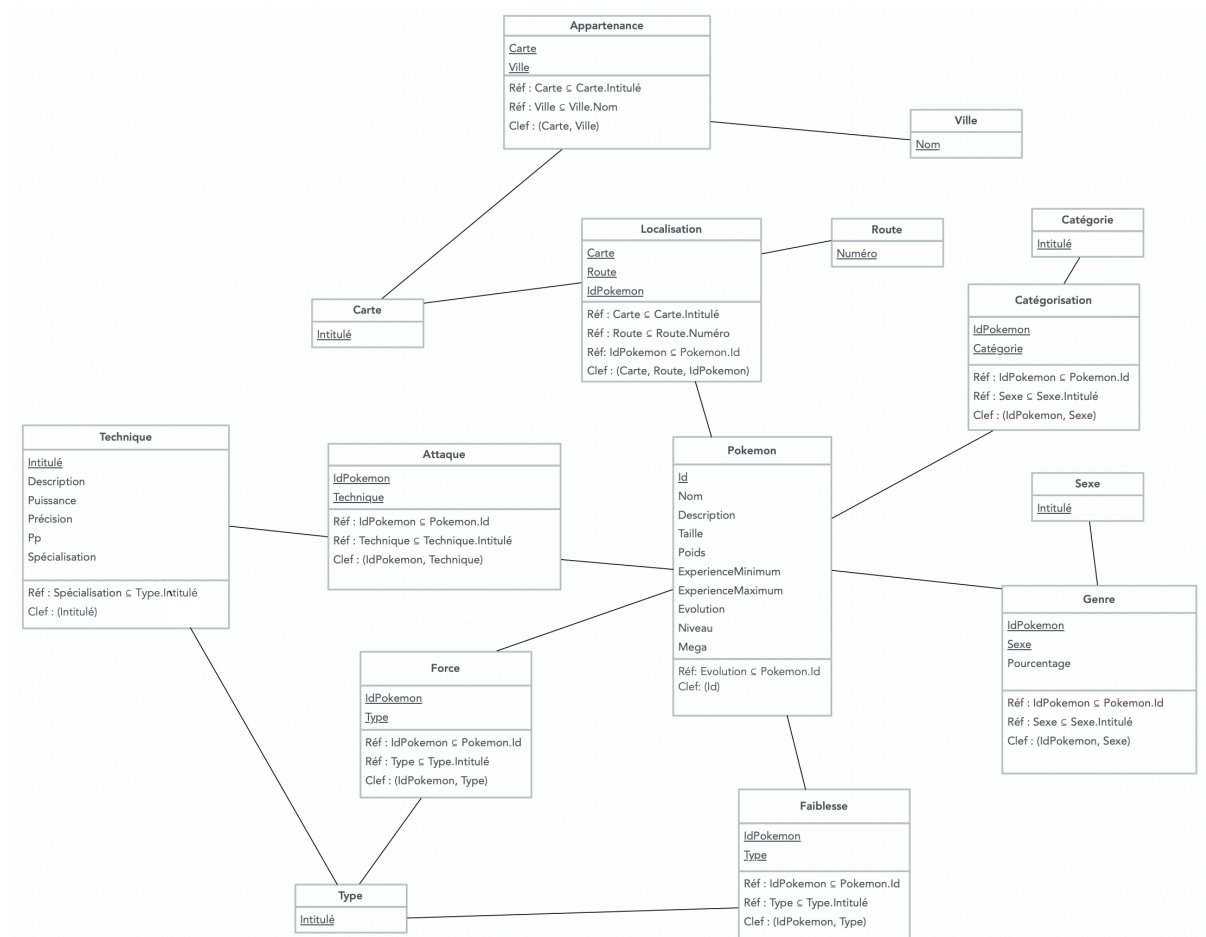 Appartenance
Carte
Ville
Réf : Carte ⊆ Carte.Intitulé
Réf : Ville ⊆ Ville.Nom
Clef : (Carte, Ville)
Ville
Nom
Localisation
Carte
Route
IdPokemon
Réf : Carte ⊆ Carte.Intitulé
Réf : Route ⊆ Route.Numéro
Réf: IdPokemon ⊆ Pokemon.Id
Clef : (Carte, Route, IdPokemon)
Route
Numéro
Catégorie
Intitulé
Carte
Intitulé
Catégorisation
IdPokemon
Catégorie
Réf : IdPokemon ⊆ Pokemon.Id
Réf : Sexe ⊆ Sexe.Intitulé
Clef : (IdPokemon, Sexe)
Technique
Intitulé
Description
Puissance
Précision
Pp
Spécialisation
Réf : Spécialisation ⊆ Type.Intitulé
Clef : (Intitulé)
Attaque
IdPokemon
Technique
Réf : IdPokemon ⊆ Pokemon.Id
Réf : Technique ⊆ Technique.Intitulé
Clef : (IdPokemon, Technique)
Pokemon
Id
Nom
Description
Taille
Poids
ExperienceMinimum
ExperienceMaximum
Evolution
Niveau
Mega
Réf: Evolution ⊆ Pokemon.Id
Clef: (Id)
Sexe
Intitulé
Genre
IdPokemon
Sexe
Pourcentage
Réf : IdPokemon ⊆ Pokemon.Id
Réf : Sexe ⊆ Sexe.Intitulé
Clef : (IdPokemon, Sexe)
Force
IdPokemon
Type
Réf : IdPokemon ⊆ Pokemon.Id
Réf : Type ⊆ Type.Intitulé
Clef : (IdPokemon, Type)
Faiblesse
IdPokemon
Type
Réf : IdPokemon ⊆ Pokemon.Id
Réf : Type ⊆ Type.Intitulé
Clef : (IdPokemon, Type)
Type
Intitulé